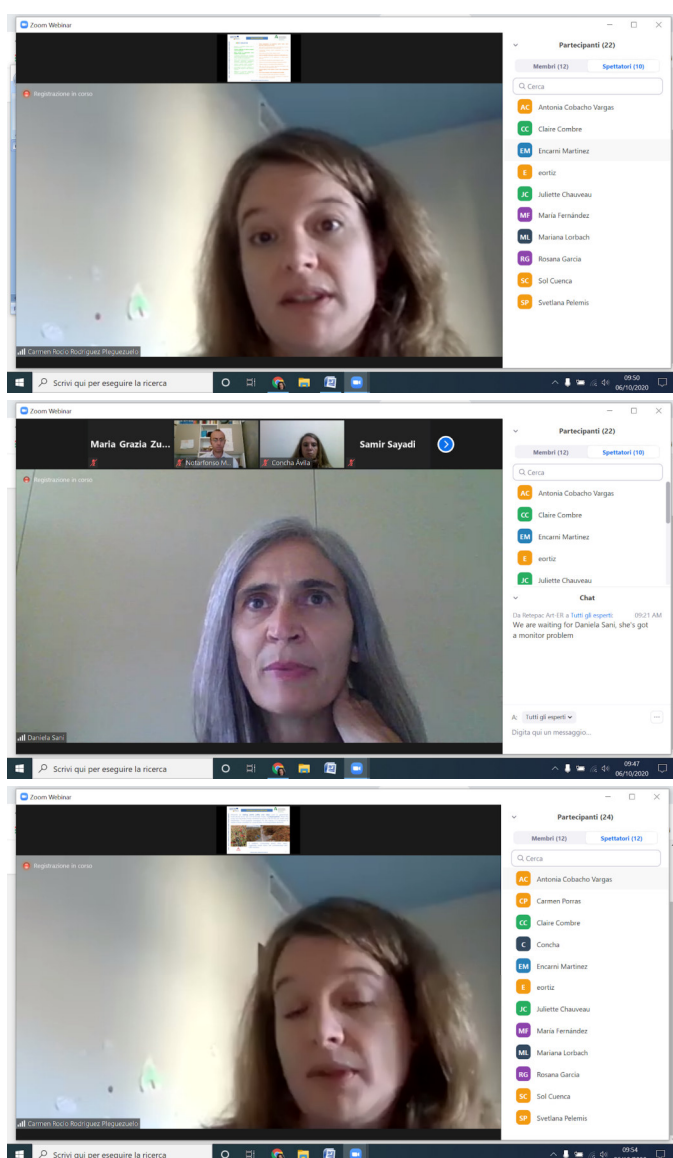 Zoom Webinar
Registrazione in corso
Carmen Rocío Rodríguez Pleguezuelo
Partecipanti (22)
Membri (12)
Spettatori (10)
Cerca
AC Antonia Cobacho Vargas
CC Claire Combre
EM Encarni Martinez
E eortiz
JC Juliette Chauveau
MF María Fernández
ML Mariana Lorbach
RG Rosana Garcia
SC Sol Cuenca
SP Svetlana Pelemis
Scrivi qui per eseguire la ricerca
09:50
06/10/2020
Zoom Webinar
Maria Grazia Zu...
Notarfonso M...
Concha Ávila
Samir Sayadi
Registrazione in corso
Daniela Sani
Partecipanti (22)
Membri (12)
Spettatori (10)
Cerca
AC Antonia Cobacho Vargas
CC Claire Combre
EM Encarni Martinez
E eortiz
JC Juliette Chauveau
Chat
Da Retepac Art-ER a Tutti gli esperti 09:21 AM
We are waiting for Daniela Sani, she's got
a monitor problem
A: Tutti gli esperti
Digita qui un messaggio...
Scrivi qui per eseguire la ricerca
09:47
06/10/2020
Zoom Webinar
Registrazione in corso
Carmen Rocío Rodríguez Pleguezuelo
Partecipanti (24)
Membri (12)
Spettatori (12)
Cerca
AC Antonia Cobacho Vargas
CP Carmen Porras
CC Claire Combre
C Concha
EM Encarni Martinez
E eortiz
JC Juliette Chauveau
MF María Fernández
ML Mariana Lorbach
RG Rosana Garcia
SC Sol Cuenca
SP Svetlana Pelemis
Scrivi qui per eseguire la ricerca
09:54